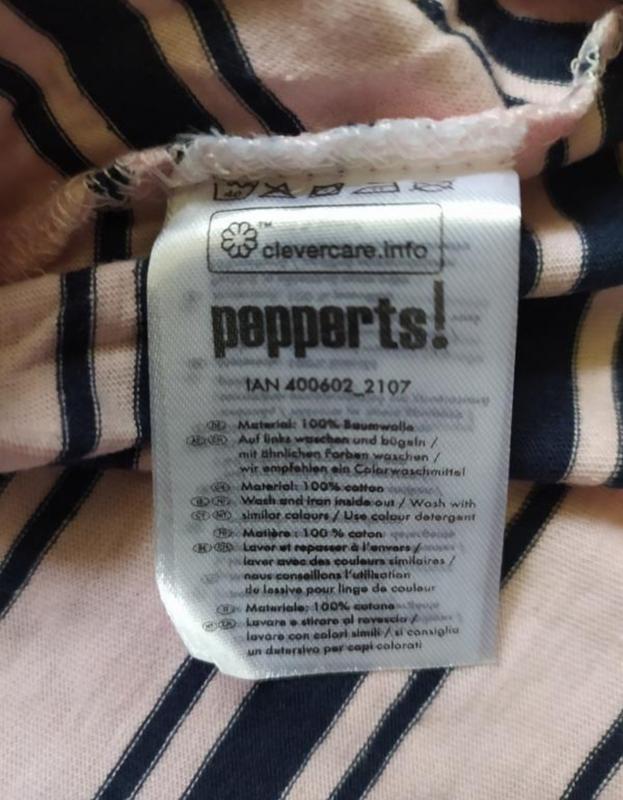 clevercare.info
pepperts!
IAN 400602_2107
Material: 100% Baumwolle
Auf links waschen und bügeln /
mit ähnlichen Farben waschen /
wir empfehlen ein Colorwaschmittel
Material: 100% cotton
Wash and iron inside out / Wash with
similar colours / Use colour detergent
Matière: 100 % coton
Laver et repasser à l'envers /
laver avec des couleurs similaires /
nous conseillons l'utilisation
de lessive pour linge de couleur
Materiale: 100% cotone
Lavare e stirare al rovescio /
lavare con colori simili / si consiglia
un detersivo per capi colorati